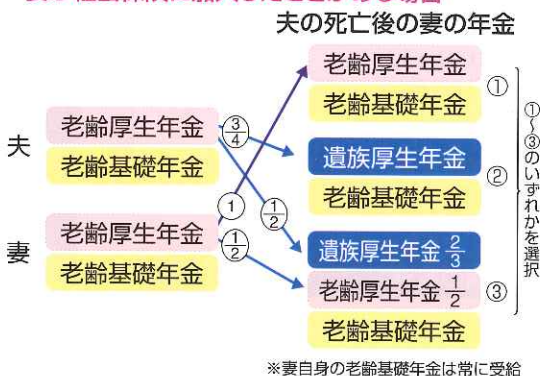 夫の死亡後の妻の年金
夫
老齢厚生年金
老齢基礎年金
妻
老齢厚生年金
老齢基礎年金
3/4
1
1/2
1/2
老齢厚生年金
老齢基礎年金
①
遺族厚生年金
老齢基礎年金
②
遺族厚生年金 2/3
老齢厚生年金 1/2
老齢基礎年金
③
①〜③のいずれかを選択
※妻自身の老齢基礎年金は常に受給